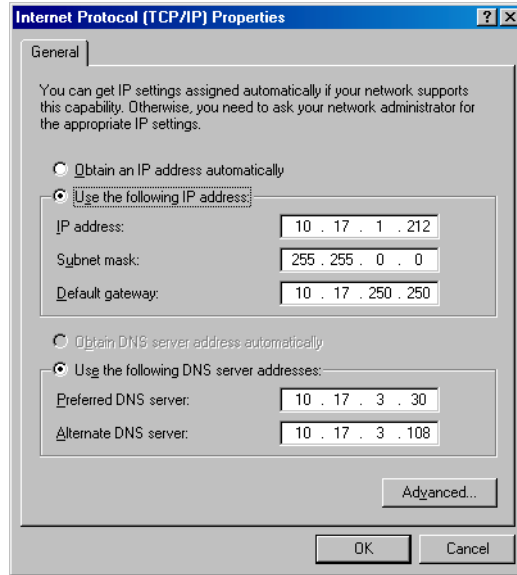 Internet Protocol (TCP/IP) Properties
General
You can get IP settings assigned automatically if your network supports
this capability. Otherwise, you need to ask your network administrator for
the appropriate IP settings.
Obtain an IP address automatically
Use the following IP address:
IP address: 10 . 17 . 1 . 212
Subnet mask: 255 . 255 . 0 . 0
Default gateway: 10 . 17 . 250 . 250
Obtain DNS server address automatically
Use the following DNS server addresses:
Preferred DNS server: 10 . 17 . 3 . 30
Alternate DNS server: 10 . 17 . 3 . 108
Advanced...
OK Cancel